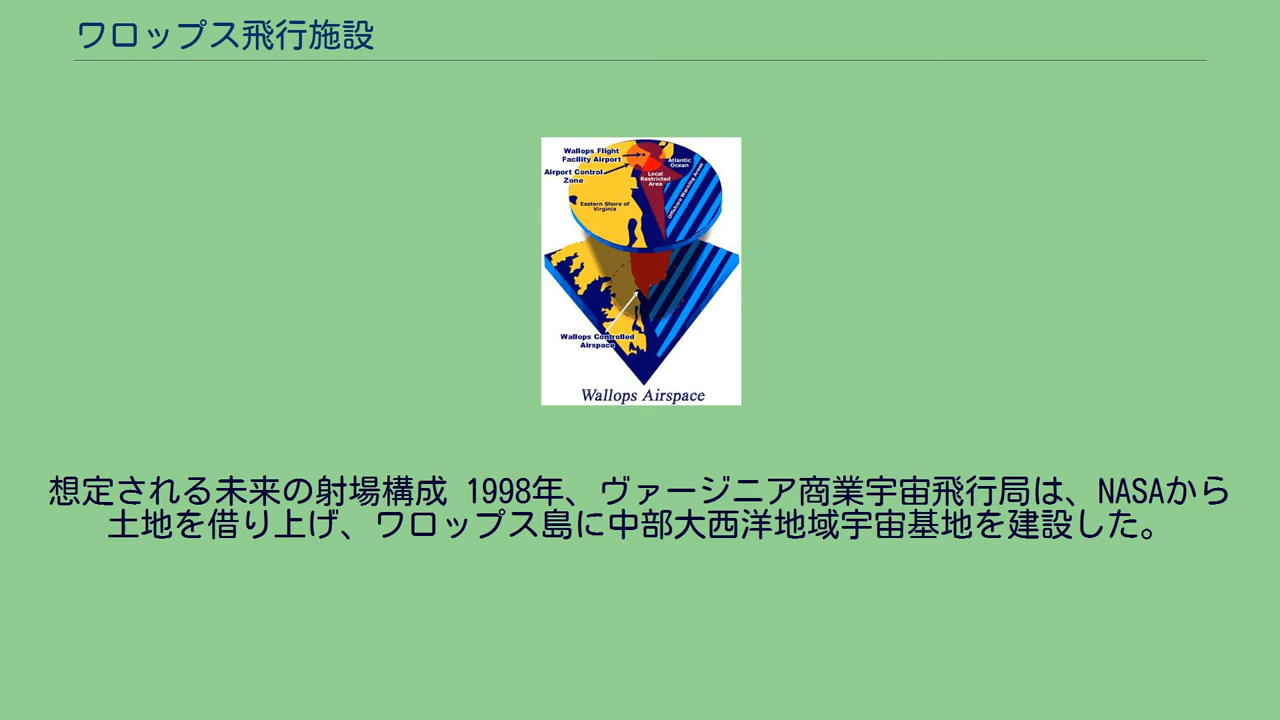 ワロップス飛行施設
Wallops Flight
Facility Airport
Airport Control
Zone
Atlantic
Ocean
Local
Restricted
Area
Offshore Warning Areas
Eastern Shore of
Virginia
Wallops Controlled
Airspace
Wallops Airspace
想定される未来の射場構成 1998年、ヴァージニア商業宇宙飛行局は、NASAから
土地を借り上げ、ワロップス島に中部大西洋地域宇宙基地を建設した。